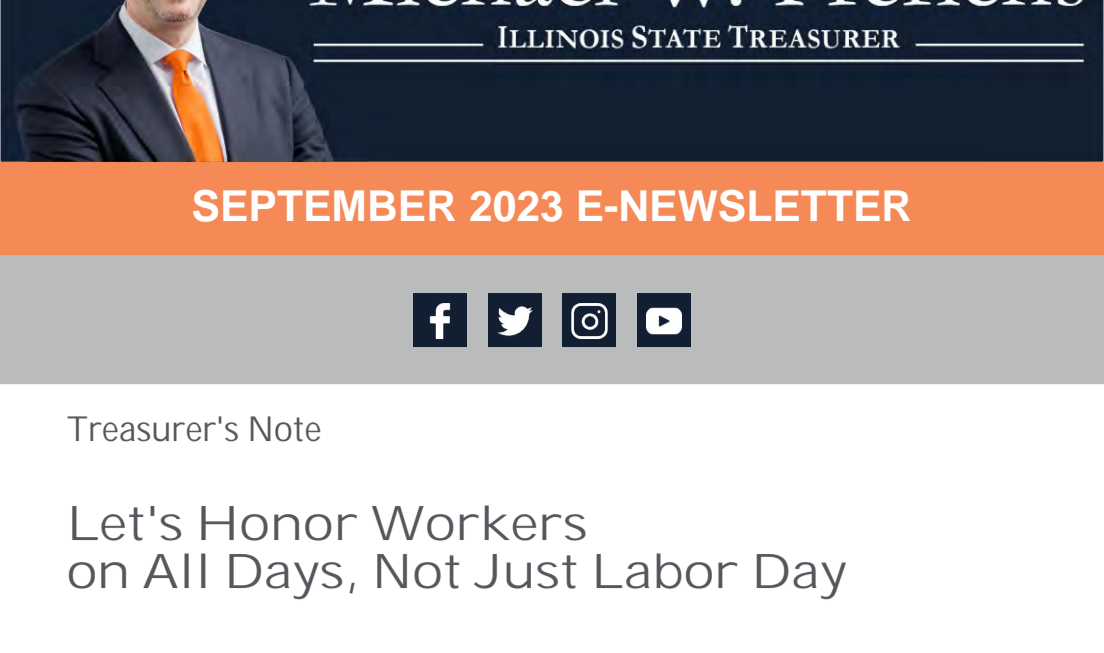 ILLINOIS STATE TREASURER
SEPTEMBER 2023 E-NEWSLETTER
Treasurer's Note
Let's Honor Workers
on All Days, Not Just Labor Day